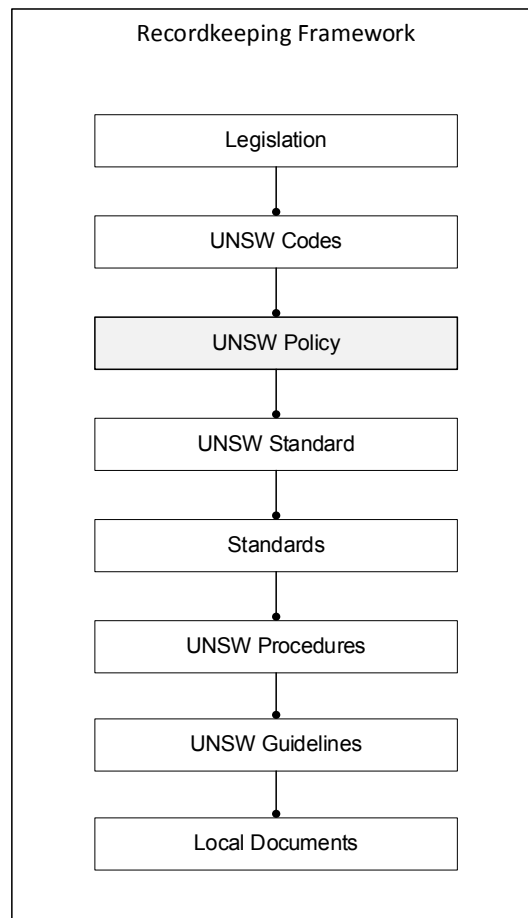 Recordkeeping Framework
Legislation
UNSW Codes
UNSW Policy
UNSW Standard
Standards
UNSW Procedures
UNSW Guidelines
Local Documents